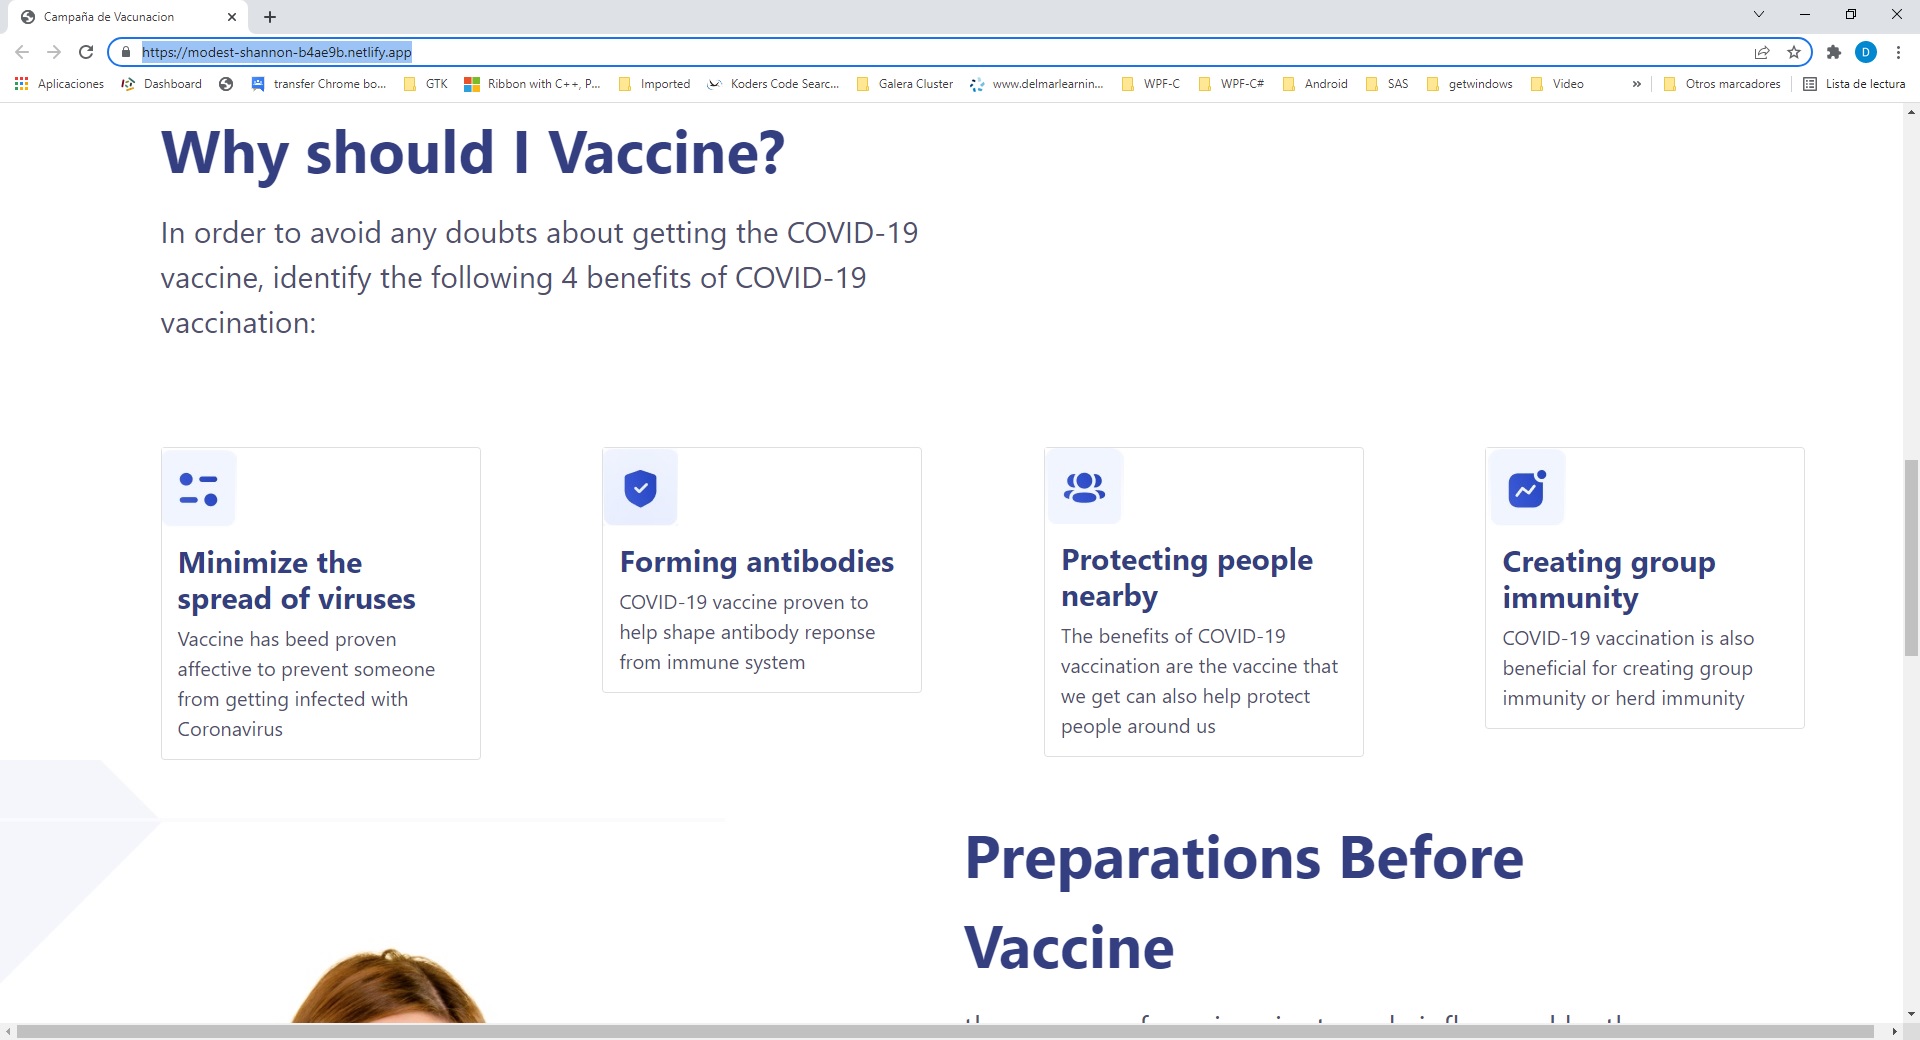 Campaña de Vacunacion
https://modest-shannon-b4ae9b.netlify.app
D
Aplicaciones Dashboard transfer Chrome bo... GTK Ribbon with C++, P... Imported Koders Code Searc... Galera Cluster www.delmarlearnin... WPF-C WPF-C# Android SAS getwindows Video » Otros marcadores Lista de lectura
Why should I Vaccine?
In order to avoid any doubts about getting the COVID-19
vaccine, identify the following 4 benefits of COVID-19
vaccination:
Minimize the
spread of viruses
Vaccine has beed proven
affective to prevent someone
from getting infected with
Coronavirus
Forming antibodies
COVID-19 vaccine proven to
help shape antibody reponse
from immune system
Protecting people
nearby
The benefits of COVID-19
vaccination are the vaccine that
we get can also help protect
people around us
Creating group
immunity
COVID-19 vaccination is also
beneficial for creating group
immunity or herd immunity
Preparations Before
Vaccine